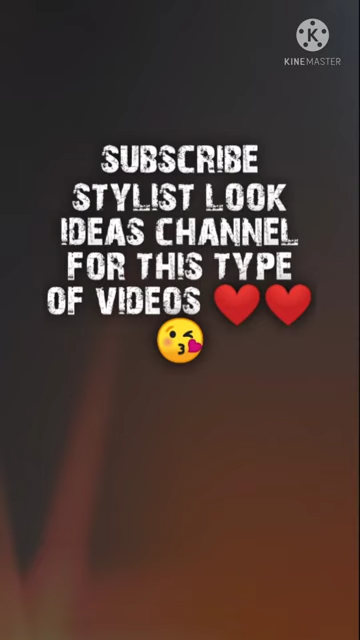 KINEMASTER
SUBSCRIBE
STYLIST LOOK
IDEAS CHANNEL
FOR THIS TYPE
OF VIDEOS ❤️❤️
😘